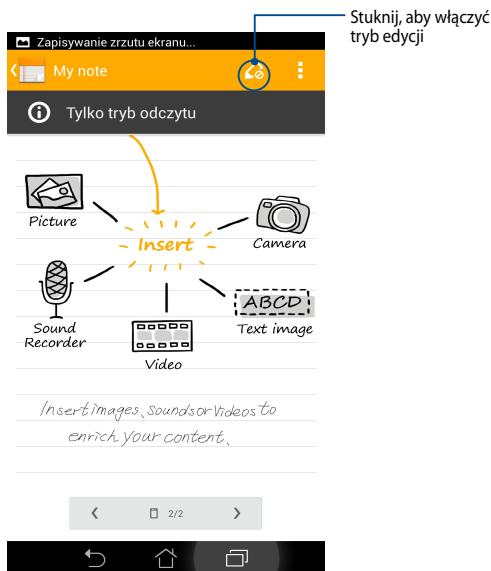 Stuknij, aby włączyć
tryb edycji
Zapisywanie zrzutu ekranu...
My note
Tylko tryb odczytu
Picture
Insert
Camera
ABCD
Sound
Recorder
Text image
Video
Insert images, sounds or videos to
enrich your content.
2/2